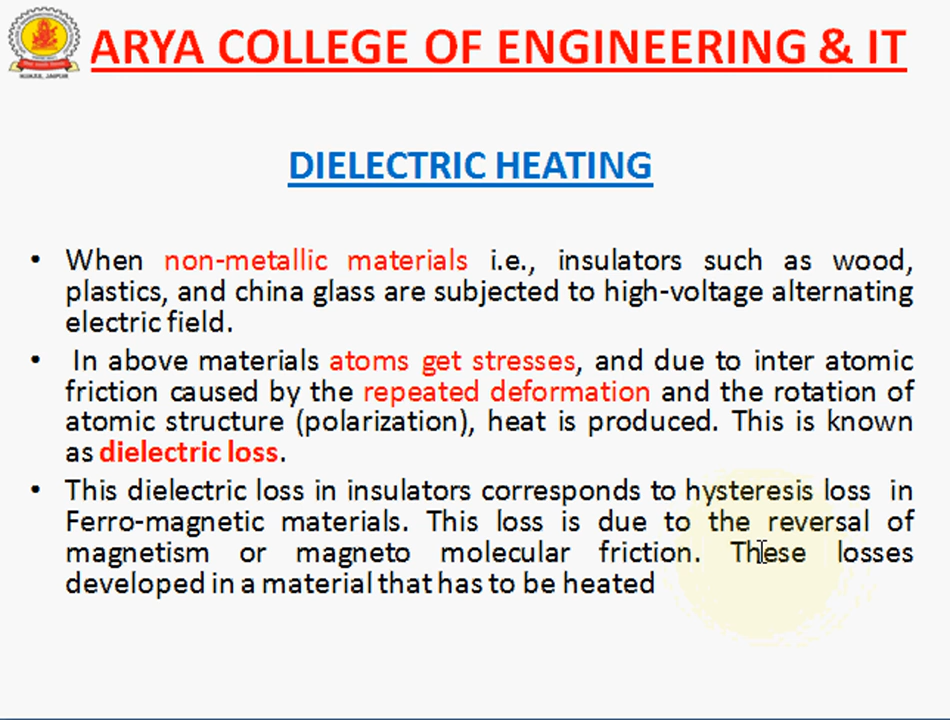 ARYA COLLEGE OF ENGINEERING & IT
KUKAS, JAIPUR
DIELECTRIC HEATING
• When non-metallic materials i.e., insulators such as wood,
plastics, and china glass are subjected to high-voltage alternating
electric field.
• In above materials atoms get stresses, and due to inter atomic
friction caused by the repeated deformation and the rotation of
atomic structure (polarization), heat is produced. This is known
as dielectric loss.
• This dielectric loss in insulators corresponds to hysteresis loss in
Ferro-magnetic materials. This loss is due to the reversal of
magnetism or magneto molecular friction. These losses
developed in a material that has to be heated